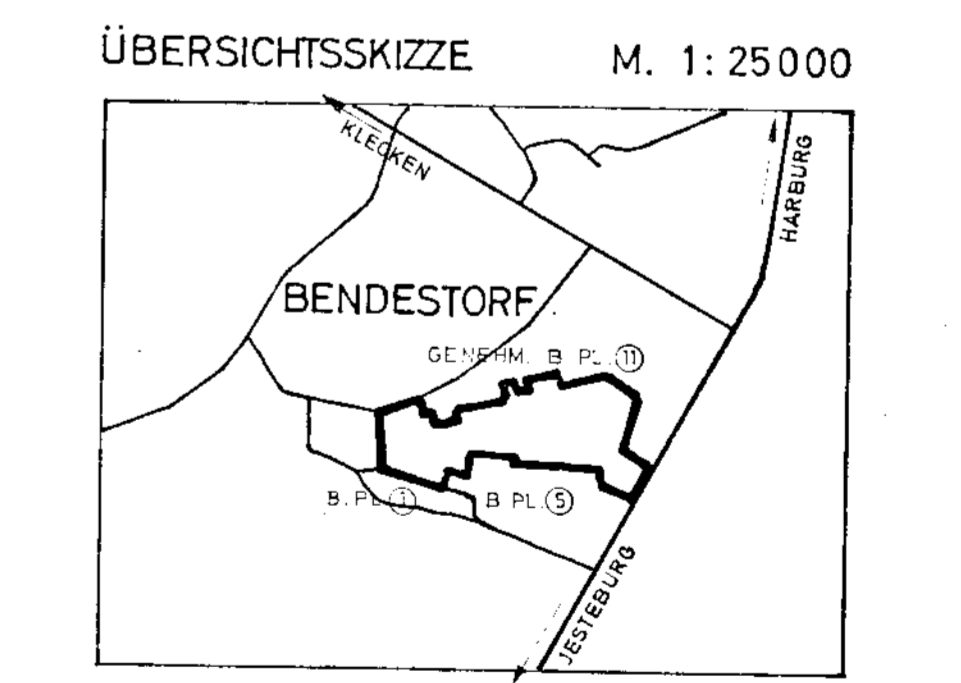 ÜBERSICHTSSKIZZE M. 1:25000
KLECKEN
HARBURG
BENDESTORF
GENEHM. B PL. 11
B.PL. 1
B PL. 5
JESTEBURG